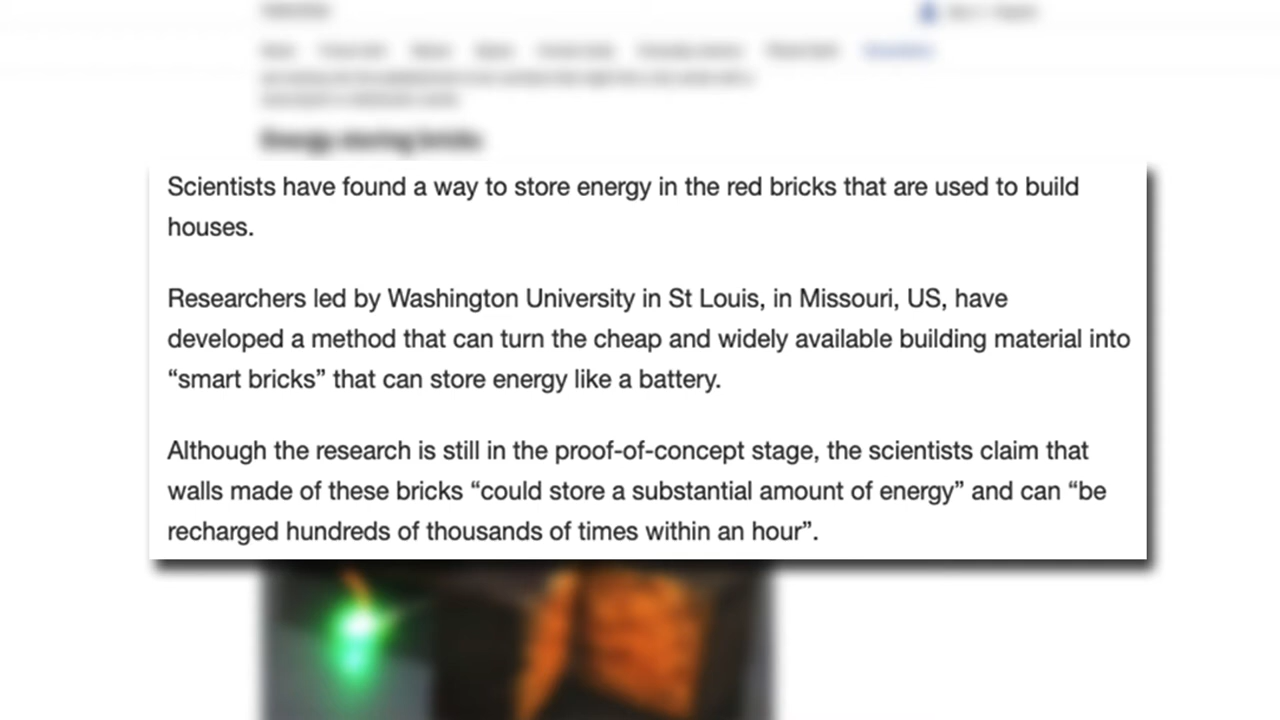 Energy storing bricks
Scientists have found a way to store energy in the red bricks that are used to build
houses.
Researchers led by Washington University in St Louis, in Missouri, US, have
developed a method that can turn the cheap and widely available building material into
“smart bricks” that can store energy like a battery.
Although the research is still in the proof-of-concept stage, the scientists claim that
walls made of these bricks “could store a substantial amount of energy” and can “be
recharged hundreds of thousands of times within an hour”.